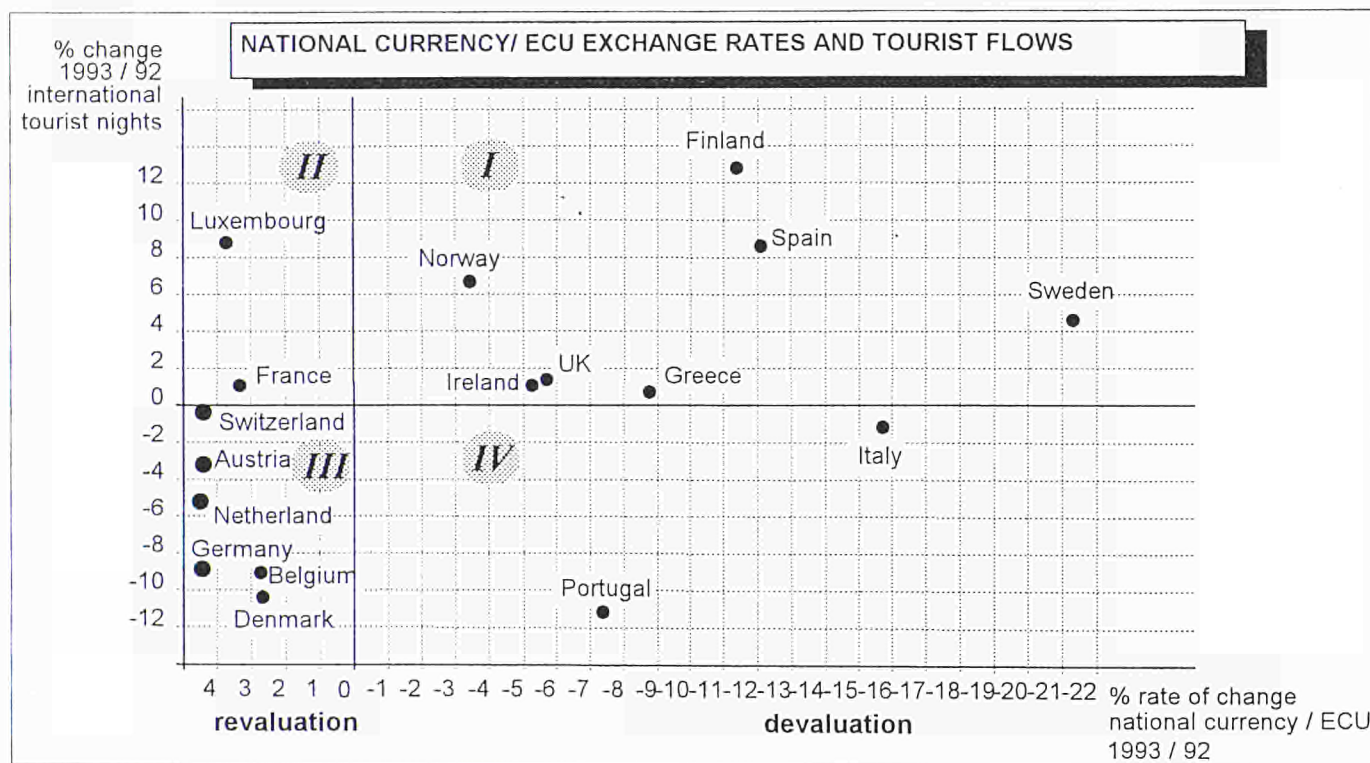 % change
1993 / 92
international
tourist nights
NATIONAL CURRENCY/ ECU EXCHANGE RATES AND TOURIST FLOWS
II
I
Finland
12
10
8
6
4
2
0
-2
-4
-6
-8
-10
-12
Luxembourg
Norway
Spain
Sweden
France
Ireland
UK
Greece
Switzerland
Italy
Austria
III
IV
Netherland
Germany
Belgium
Denmark
Portugal
4 3 2 1 0 -1 -2 -3 -4 -5 -6 -7 -8 -9 -10 -11 -12 -13 -14 -15 -16 -17 -18 -19 -20 -21 -22
% rate of change
national currency / ECU
1993 / 92
revaluation
devaluation